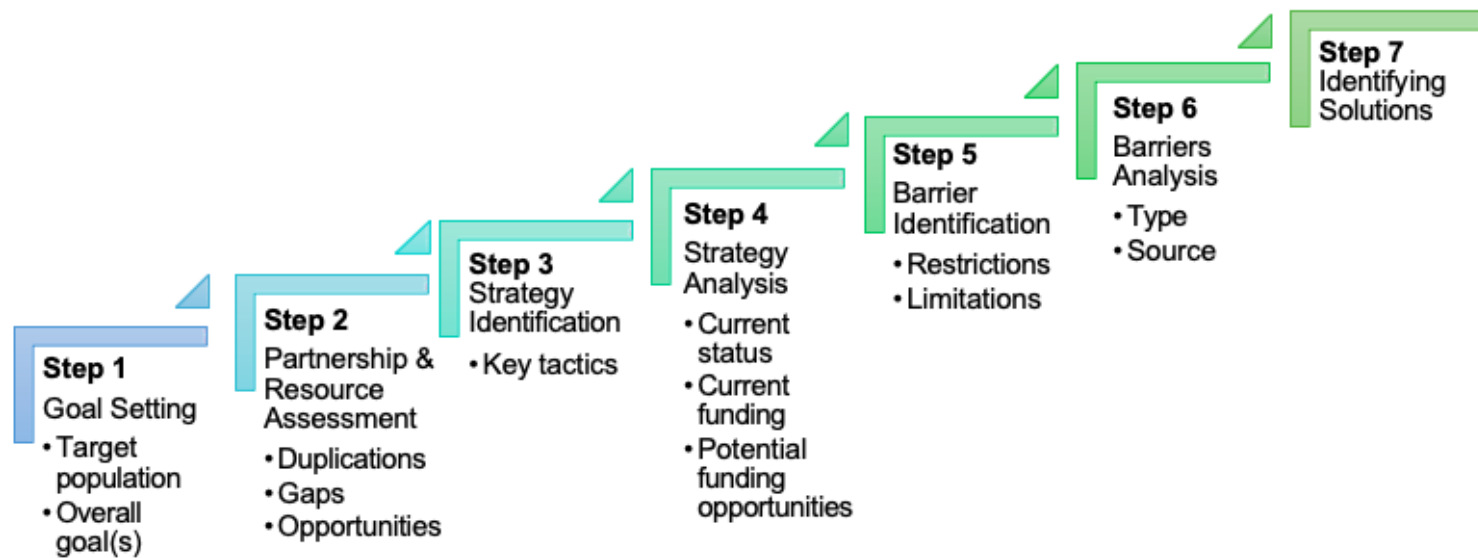 Step 1
Goal Setting
• Target
population
• Overall
goal(s)
Step 2
Partnership &
Resource
Assessment
• Duplications
• Gaps
• Opportunities
Step 3
Strategy
Identification
• Key tactics
Step 4
Strategy
Analysis
• Current
status
• Current
funding
• Potential
funding
opportunities
Step 5
Barrier
Identification
• Restrictions
• Limitations
Step 6
Barriers
Analysis
• Type
• Source
Step 7
Identifying
Solutions